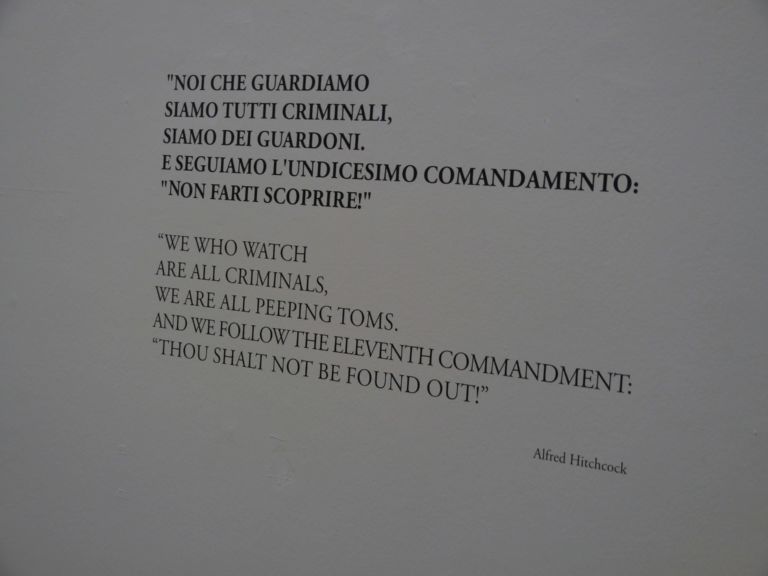 "NOI CHE GUARDIAMO
SIAMO TUTTI CRIMINALI,
SIAMO DEI GUARDONI.
E SEGUIAMO L'UNDICESIMO COMANDAMENTO:
"NON FARTI SCOPRIRE!"
“WE WHO WATCH
ARE ALL CRIMINALS,
WE ARE ALL PEEPING TOMS.
AND WE FOLLOW THE ELEVENTH COMMANDMENT:
“THOU SHALT NOT BE FOUND OUT!”
Alfred Hitchcock